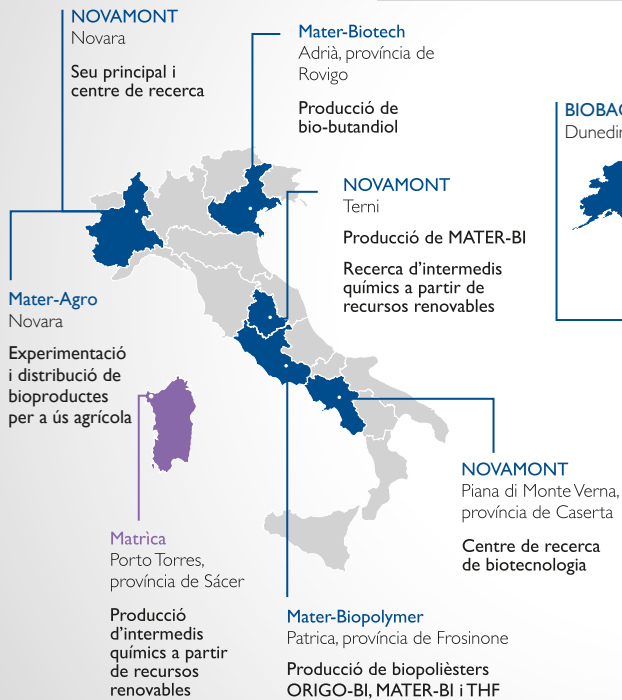 NOVAMONT
Novara
Seu principal i
centre de recerca
Mater-Biotech
Adrià, província de
Rovigo
Producció de
bio-butandiol
NOVAMONT
Terni
Producció de MATER-BI
Recerca d’intermedis
químics a partir de
recursos renovables
Mater-Agro
Novara
Experimentació
i distribució de
bioproductes
per a ús agrícola
NOVAMONT
Piana di Monte Verna,
província de Caserta
Centre de recerca
de biotecnologia
Matrìca
Porto Torres,
província de Sácer
Producció
d’intermedis
químics a partir
de recursos
renovables
Mater-Biopolymer
Patrica, província de Frosinone
Producció de biopolièsters
ORIGO-BI, MATER-BI i THF